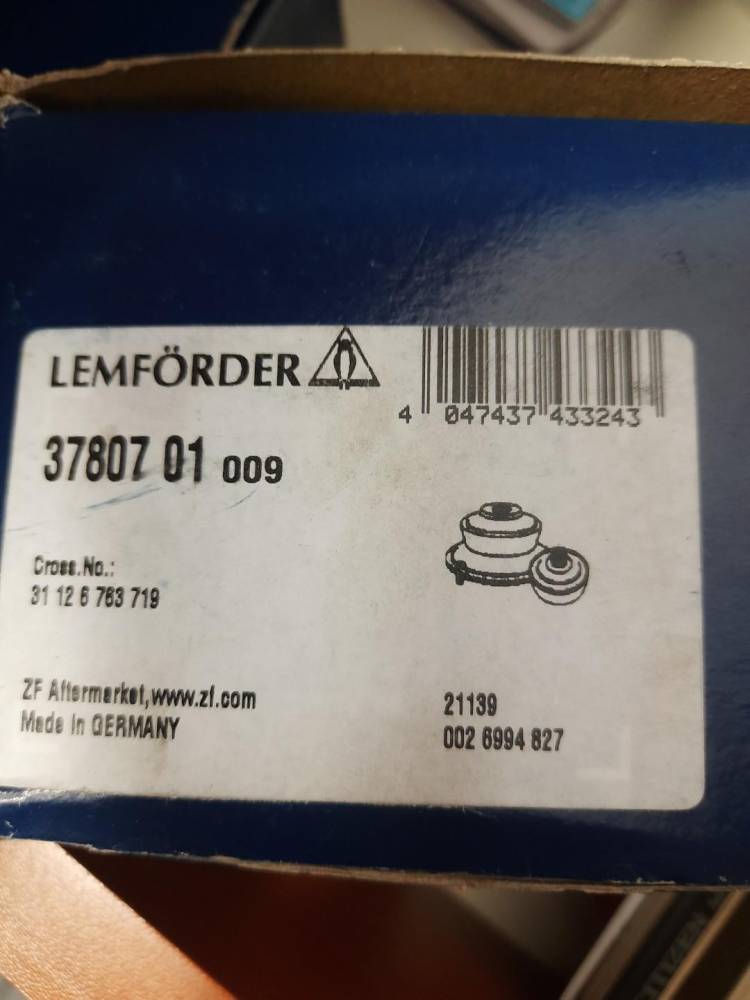 LEMFÖRDER
4 047437 433243
37807 01 009
Cross.No.:
31 12 6 763 719
ZF Aftermarket,www.zf.com
Made in GERMANY
21139
002 6994 827